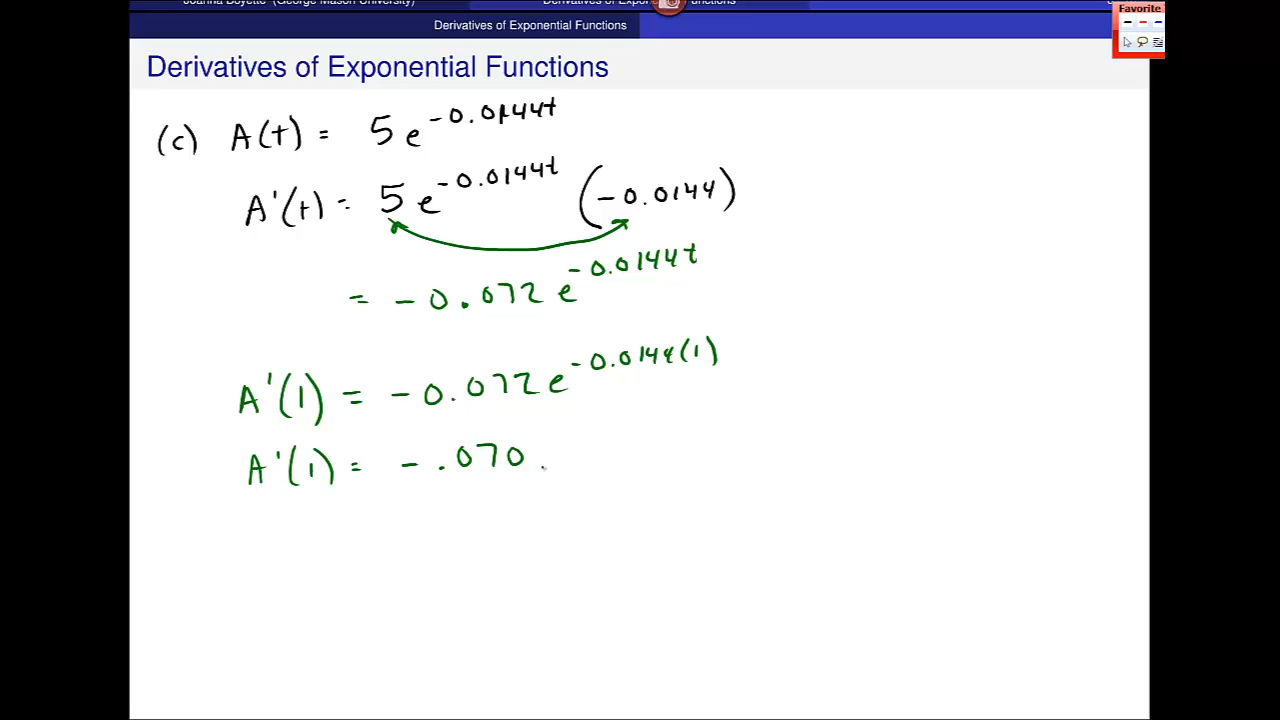 Derivatives of Exponential Functions
Favorite
Derivatives of Exponential Functions
(c) A(t) = 5e^{-0.0144t}
A'(t) = 5e^{-0.0144t} (-0.0144)
= -0.072e^{-0.0144t}
A'(1) = -0.072e^{-0.0144(1)}
A'(1) = -.070